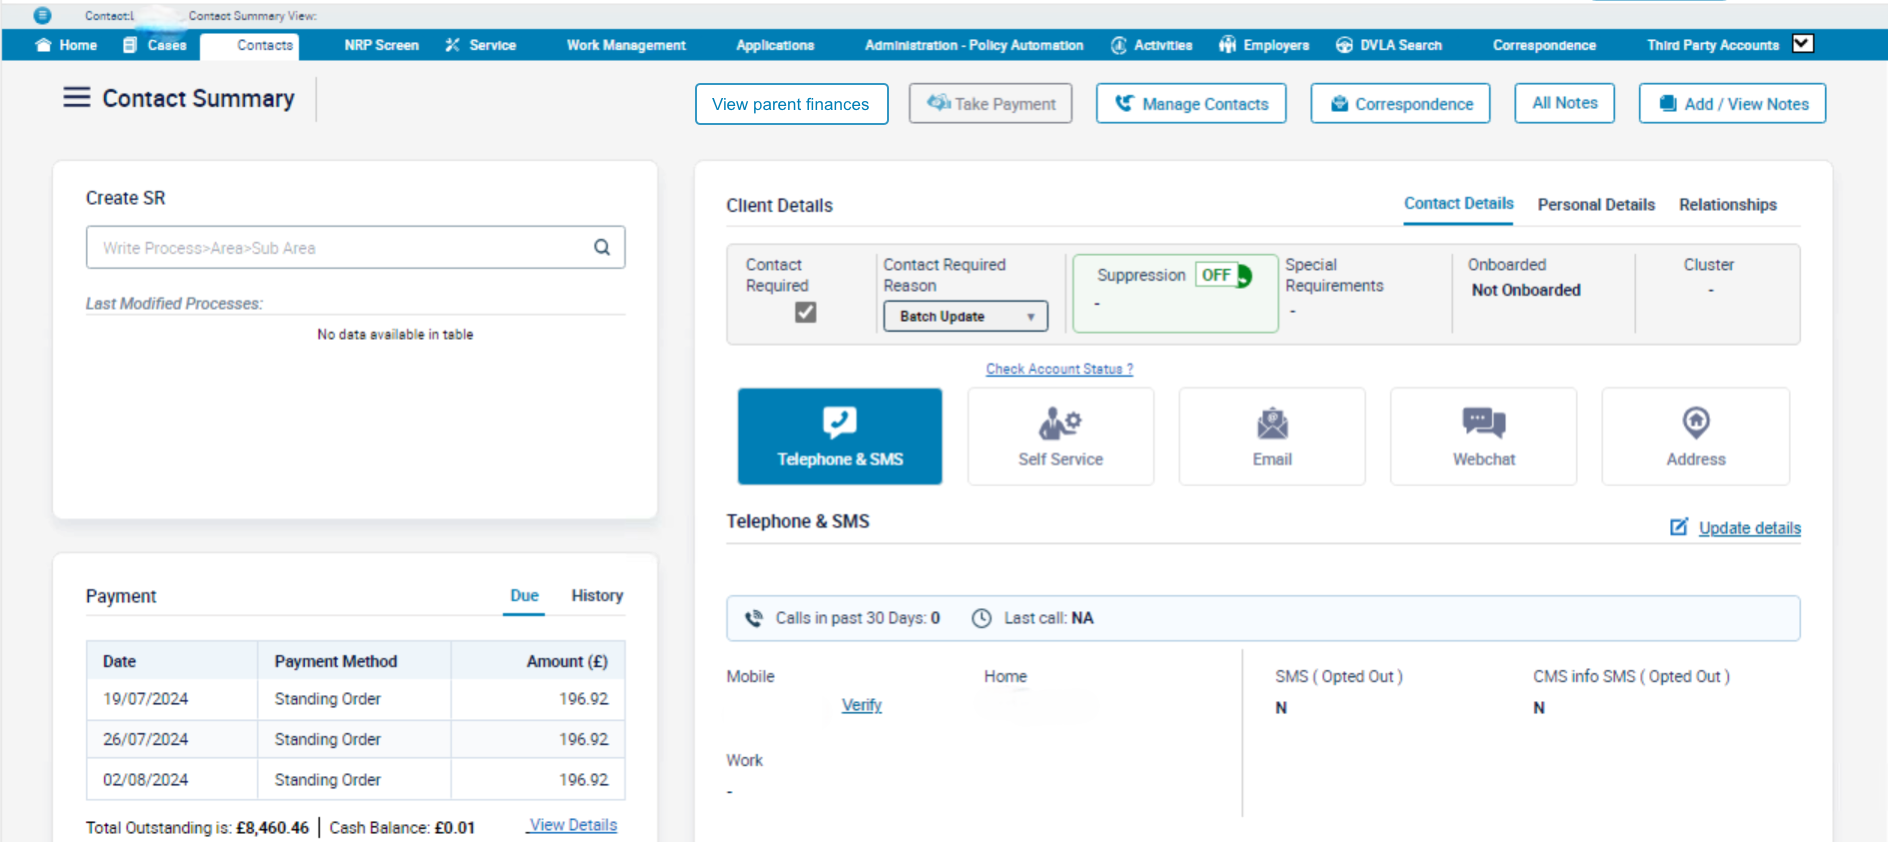 Contact: Contact Summary View:
Home Cases Contacts NRP Screen Service Work Management Applications Administration - Policy Automation Activities Employers DVLA Search Correspondence Third Party Accounts
Contact Summary
View parent finances Take Payment Manage Contacts Correspondence All Notes Add / View Notes
Create SR
Write Process>Area>Sub Area
Last Modified Processes:
No data available in table
Payment Due History
Date Payment Method Amount (£)
19/07/2024 Standing Order 196.92
26/07/2024 Standing Order 196.92
02/08/2024 Standing Order 196.92
Total Outstanding is: £8,460.46 | Cash Balance: £0.01 View Details
Client Details Contact Details Personal Details Relationships
Contact Required
Contact Required Reason
Batch Update
Suppression OFF
-
Special Requirements
-
Onboarded
Not Onboarded
Cluster
-
Check Account Status ?
Telephone & SMS Self Service Email Webchat Address
Telephone & SMS Update details
Calls in past 30 Days: 0 Last call: NA
Mobile Home SMS ( Opted Out ) CMS info SMS ( Opted Out )
Verify N N
Work
-